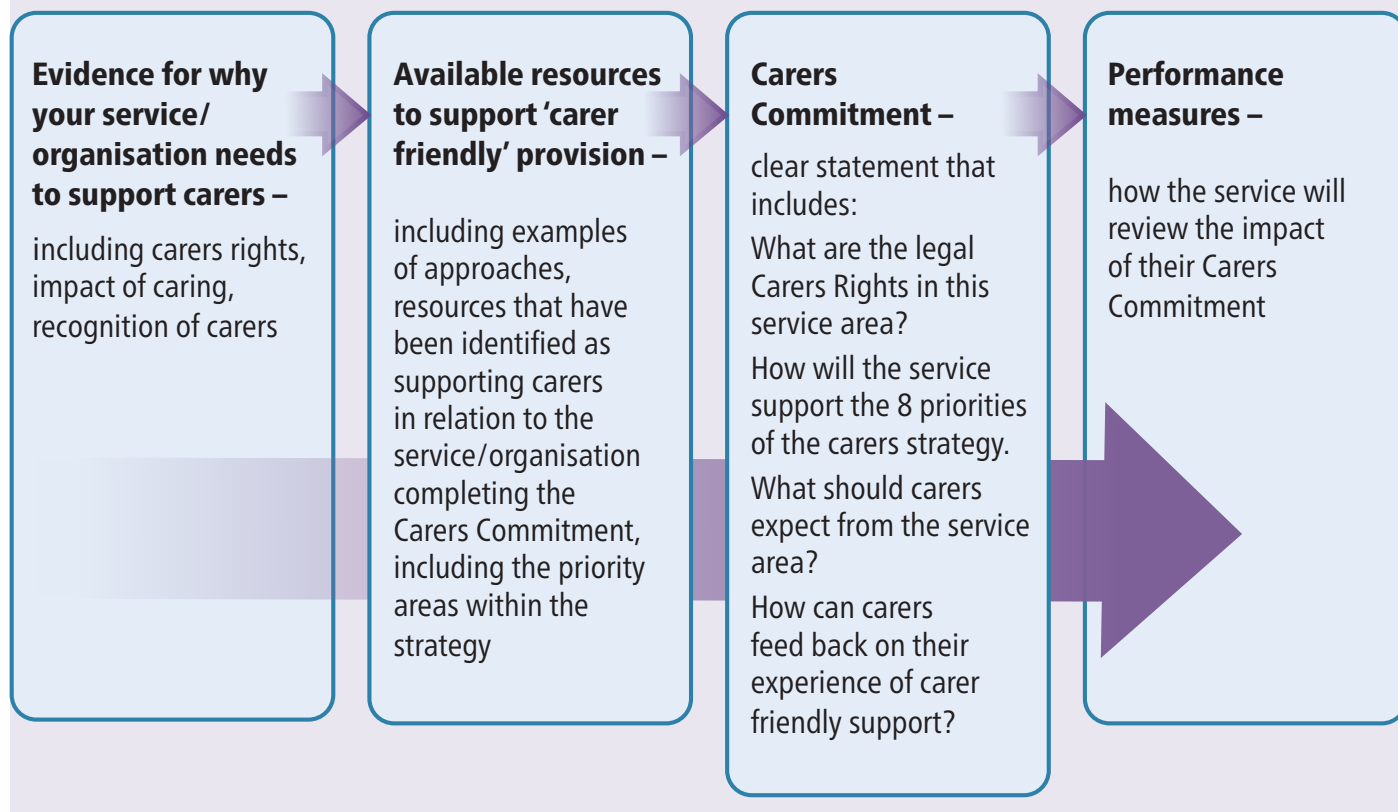 Evidence for why
your service/
organisation needs
to support carers –
including carers rights,
impact of caring,
recognition of carers
Available resources
to support ‘carer
friendly’ provision –
including examples
of approaches,
resources that have
been identified as
supporting carers
in relation to the
service/organisation
completing the
Carers Commitment,
including the priority
areas within the
strategy
Carers
Commitment –
clear statement that
includes:
What are the legal
Carers Rights in this
service area?
How will the service
support the 8 priorities
of the carers strategy.
What should carers
expect from the service
area?
How can carers
feed back on their
experience of carer
friendly support?
Performance
measures –
how the service will
review the impact
of their Carers
Commitment